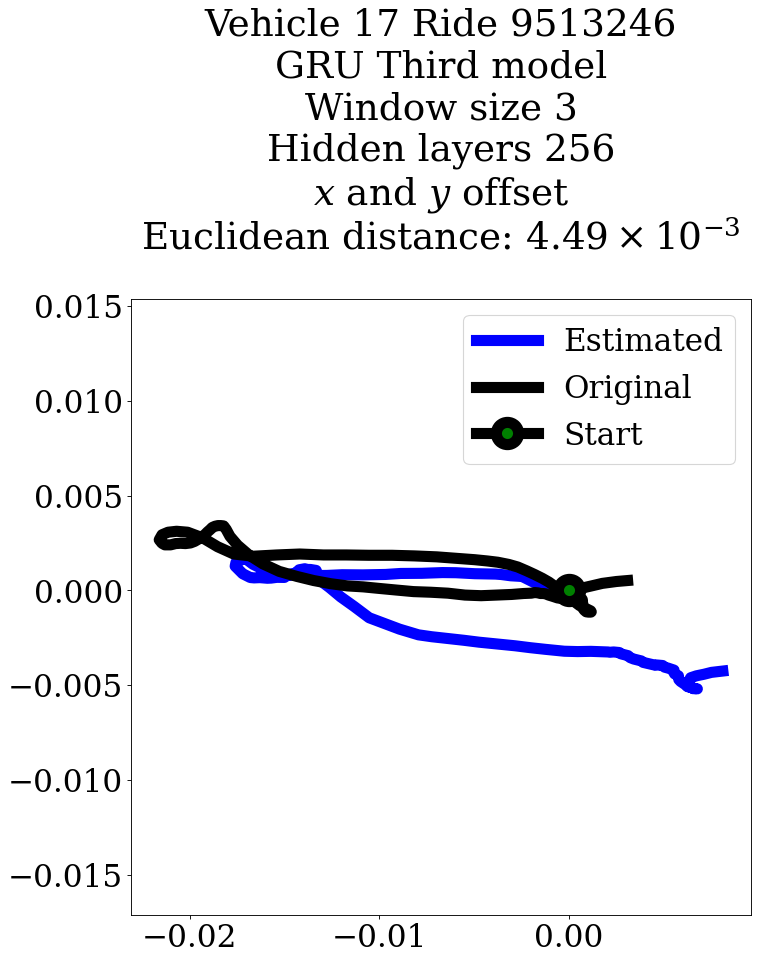 Vehicle 17 Ride 9513246
GRU Third model
Window size 3
Hidden layers 256
x and y offset
Euclidean distance: 4.49 × 10⁻³
0.015
0.010
0.005
0.000
−0.005
−0.010
−0.015
Estimated
Original
Start
−0.02
−0.01
0.00